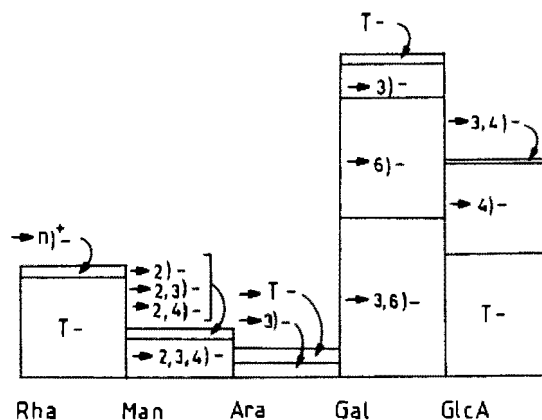 T-
→3)-
→3,4)-
→6)-
→4)-
→n)+-
→2)-
→2,3)-
→2,4)-
→T-
→3)-
→3,6)-
T-
T-
→2,3,4)-
Rha Man Ara Gal GlcA